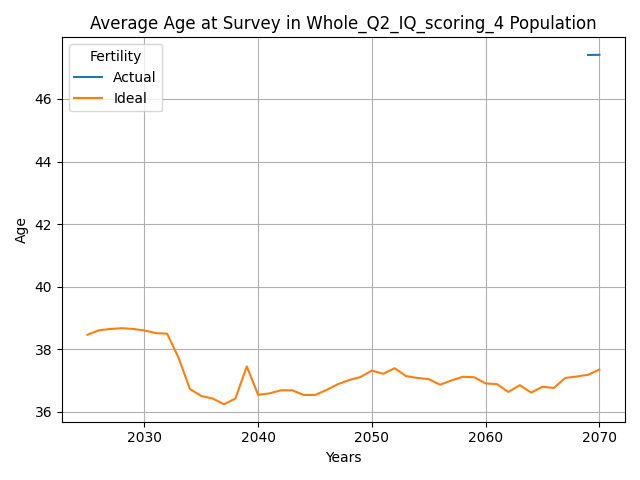 Average Age at Survey in Whole_Q2_IQ_scoring_4 Population
Fertility
Actual
Ideal
46
44
42
40
38
36
Age
2030 2040 2050 2060 2070
Years